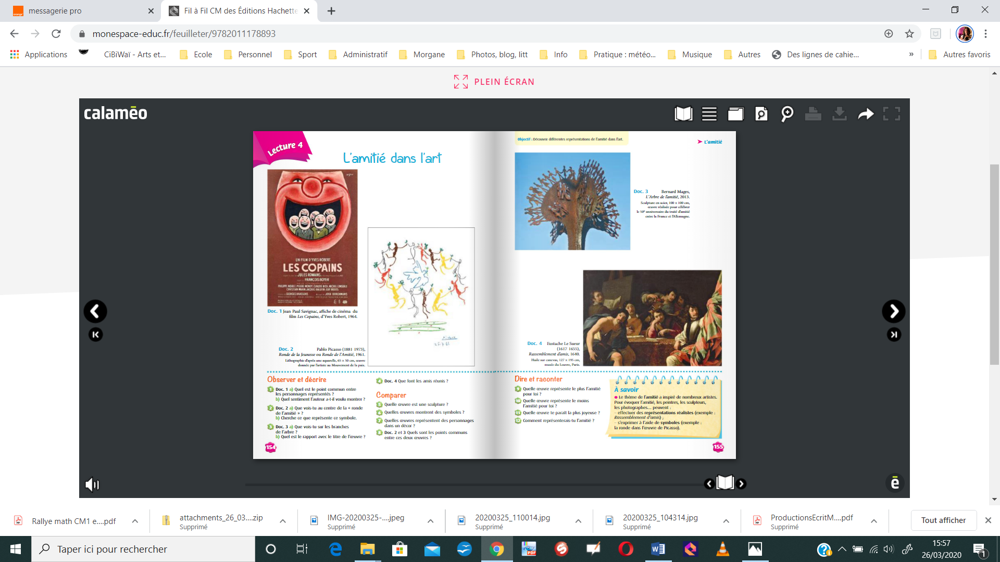 messagerie pro
Fil à Fil CM des Éditions Hachette
monespace-educ.fr/feuilleter/9782011178893
Applications
CiBiWaï - Arts et...
Ecole
Personnel
Sport
Administratif
Morgane
Photos, blog, litt
Info
Pratique : météo...
Musique
Autres
Des lignes de cahie...
»
Autres favoris
PLEIN ÉCRAN
calaméo
Lecture 4
L'amitié dans l'art
UN FILM D'YVES ROBERT
LES COPAINS
JULES ROMAINS
FRANCOIS BOYER
Doc. 1 Jean Paul Savignac, affiche de cinéma du
film Les Copains, d'Yves Robert, 1964.
Doc. 2 Pablo Picasso (1881-1973),
Ronde de la Jeunesse ou Ronde de l'Amitié, 1961.
Lithographie d'après une aquarelle, 65 × 50 cm, œuvre
donnée par l'artiste au Mouvement de la paix.
Observer et décrire
1 Doc. 1 a) Quel est le point commun entre
les personnages représentés ?
b) Quel sentiment l'auteur a-t-il voulu montrer ?
2 Doc. 2 a) Que vois-tu au centre de la « ronde
de l'amitié » ?
b) Cherche ce que représente ce symbole.
3 Doc. 3 a) Que vois-tu sur les branches
de l'arbre ?
b) Quel est le rapport avec le titre de l'œuvre ?
4 Doc. 4 Que font les amis réunis ?
Comparer
5 Quelle œuvre est une sculpture ?
6 Quelles œuvres montrent des symboles ?
7 Quelles œuvres représentent des personnages
dans un décor ?
8 Doc. 2 et 3 Quels sont les points communs
entre ces deux œuvres ?
154
Objectif : Découvrir différentes représentations de l'amitié dans l'art.
L'amitié
Doc. 3 Bernard Mages,
L'Arbre de l'amitié, 2013.
Sculpture en acier, 100 × 100 cm,
œuvre réalisée pour célébrer
le 50e anniversaire du traité d'amitié
entre la France et l'Allemagne.
Doc. 4 Eustache Le Sueur
(1617-1655),
Rassemblement d'amis, 1640.
Huile sur canevas, 127 × 195 cm,
musée du Louvre, Paris.
Dire et raconter
9 Quelle œuvre représente le plus l'amitié
pour toi ?
10 Quelle œuvre représente le moins
l'amitié pour toi ?
11 Quelle œuvre te paraît la plus joyeuse ?
12 Comment représenterais-tu l'amitié ?
À savoir
● Le thème de l'amitié a inspiré de nombreux artistes.
Pour évoquer l'amitié, les peintres, les sculpteurs,
les photographes... peuvent :
– effectuer des représentations réalistes (exemple :
Rassemblement d'amis) ;
– s'exprimer à l'aide de symboles (exemple :
la ronde dans l'œuvre de Picasso).
155
Rallye math CM1 e....pdf
attachments_26_03....zip
Supprimé
IMG-20200325-....jpeg
Supprimé
20200325_110014.jpg
Supprimé
20200325_104314.jpg
Supprimé
ProductionsEcritM....pdf
Supprimé
Tout afficher
Taper ici pour rechercher
15:57
26/03/2020
1